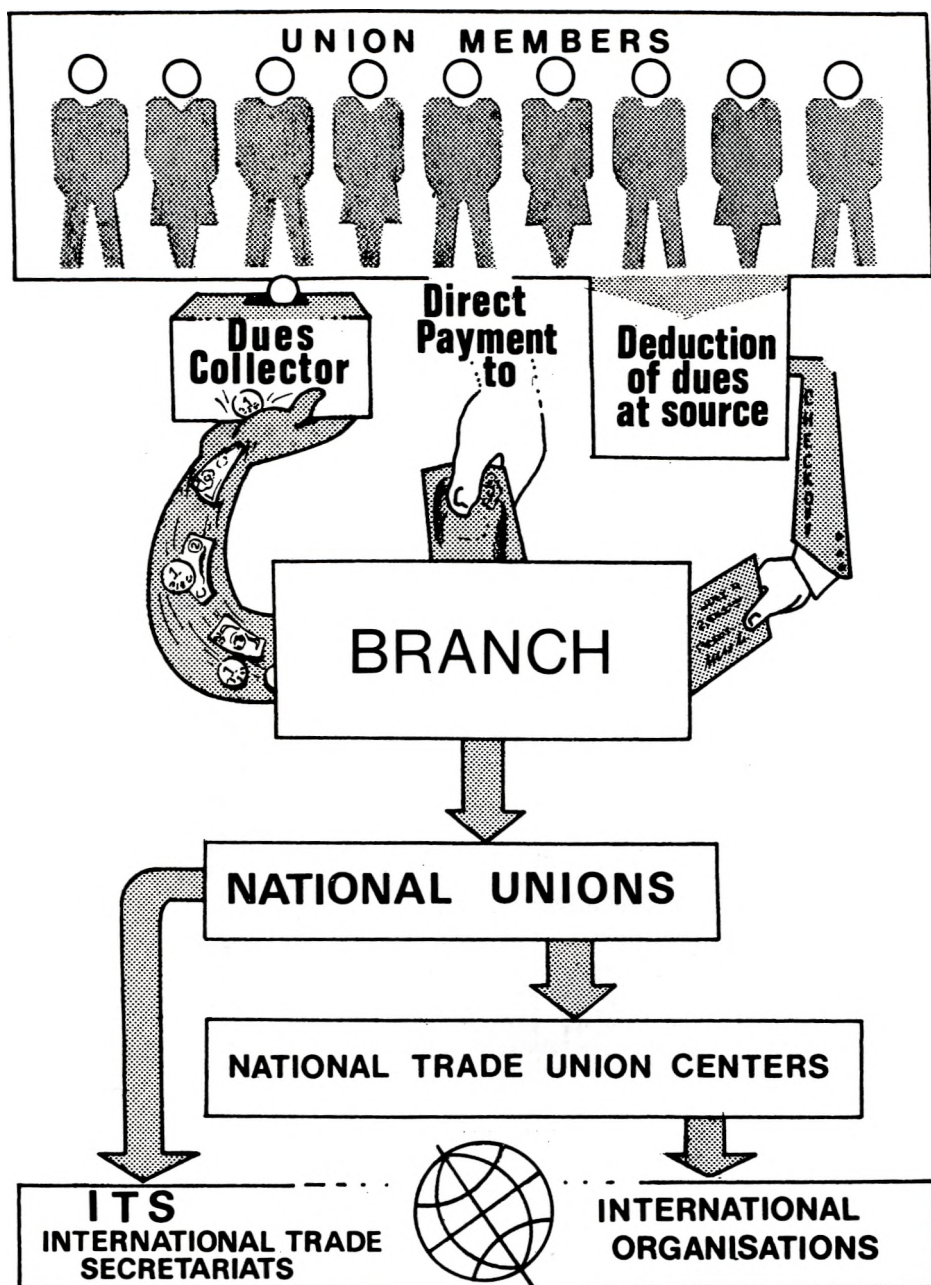 UNION MEMBERS
Dues
Collector
Direct
Payment
to
Deduction
of dues
at source
CHECKOFF
BRANCH
NATIONAL UNIONS
NATIONAL TRADE UNION CENTERS
ITS
INTERNATIONAL TRADE
SECRETARIATS
INTERNATIONAL
ORGANISATIONS